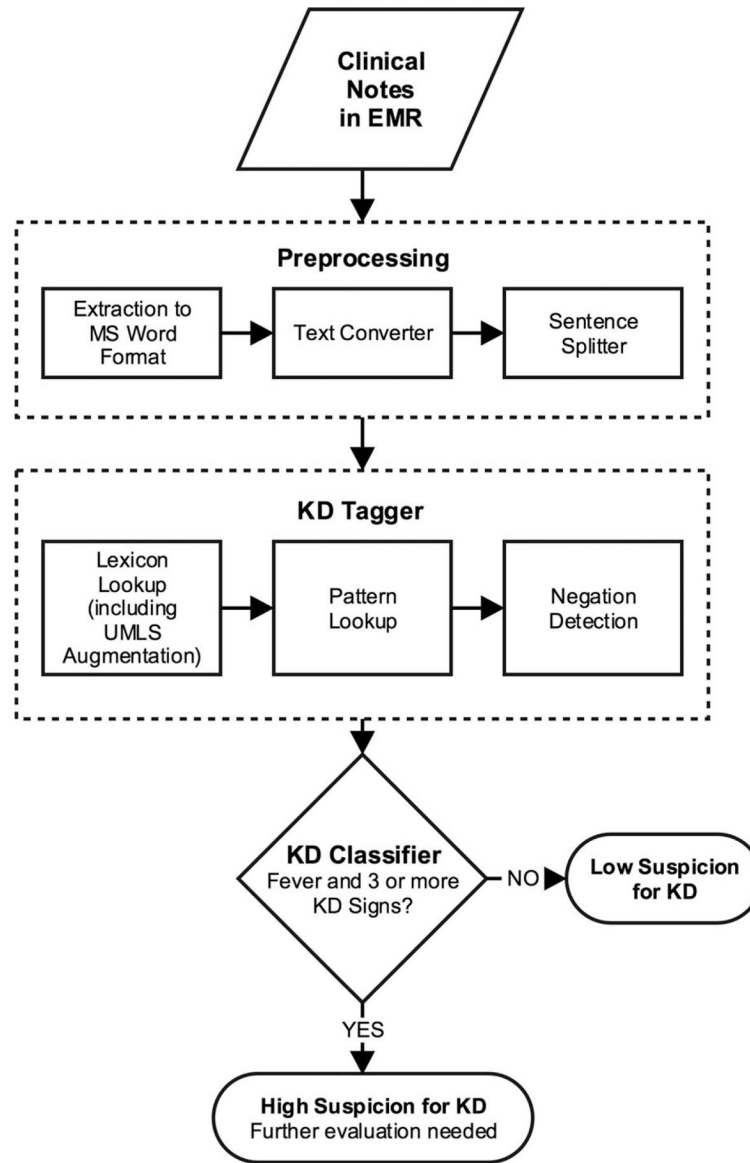 Clinical
Notes
in EMR
Preprocessing
Extraction to
MS Word
Format
Text Converter
Sentence
Splitter
KD Tagger
Lexicon
Lookup
(including
UMLS
Augmentation)
Pattern
Lookup
Negation
Detection
KD Classifier
Fever and 3 or more
KD Signs?
NO
Low Suspicion
for KD
YES
High Suspicion for KD
Further evaluation needed